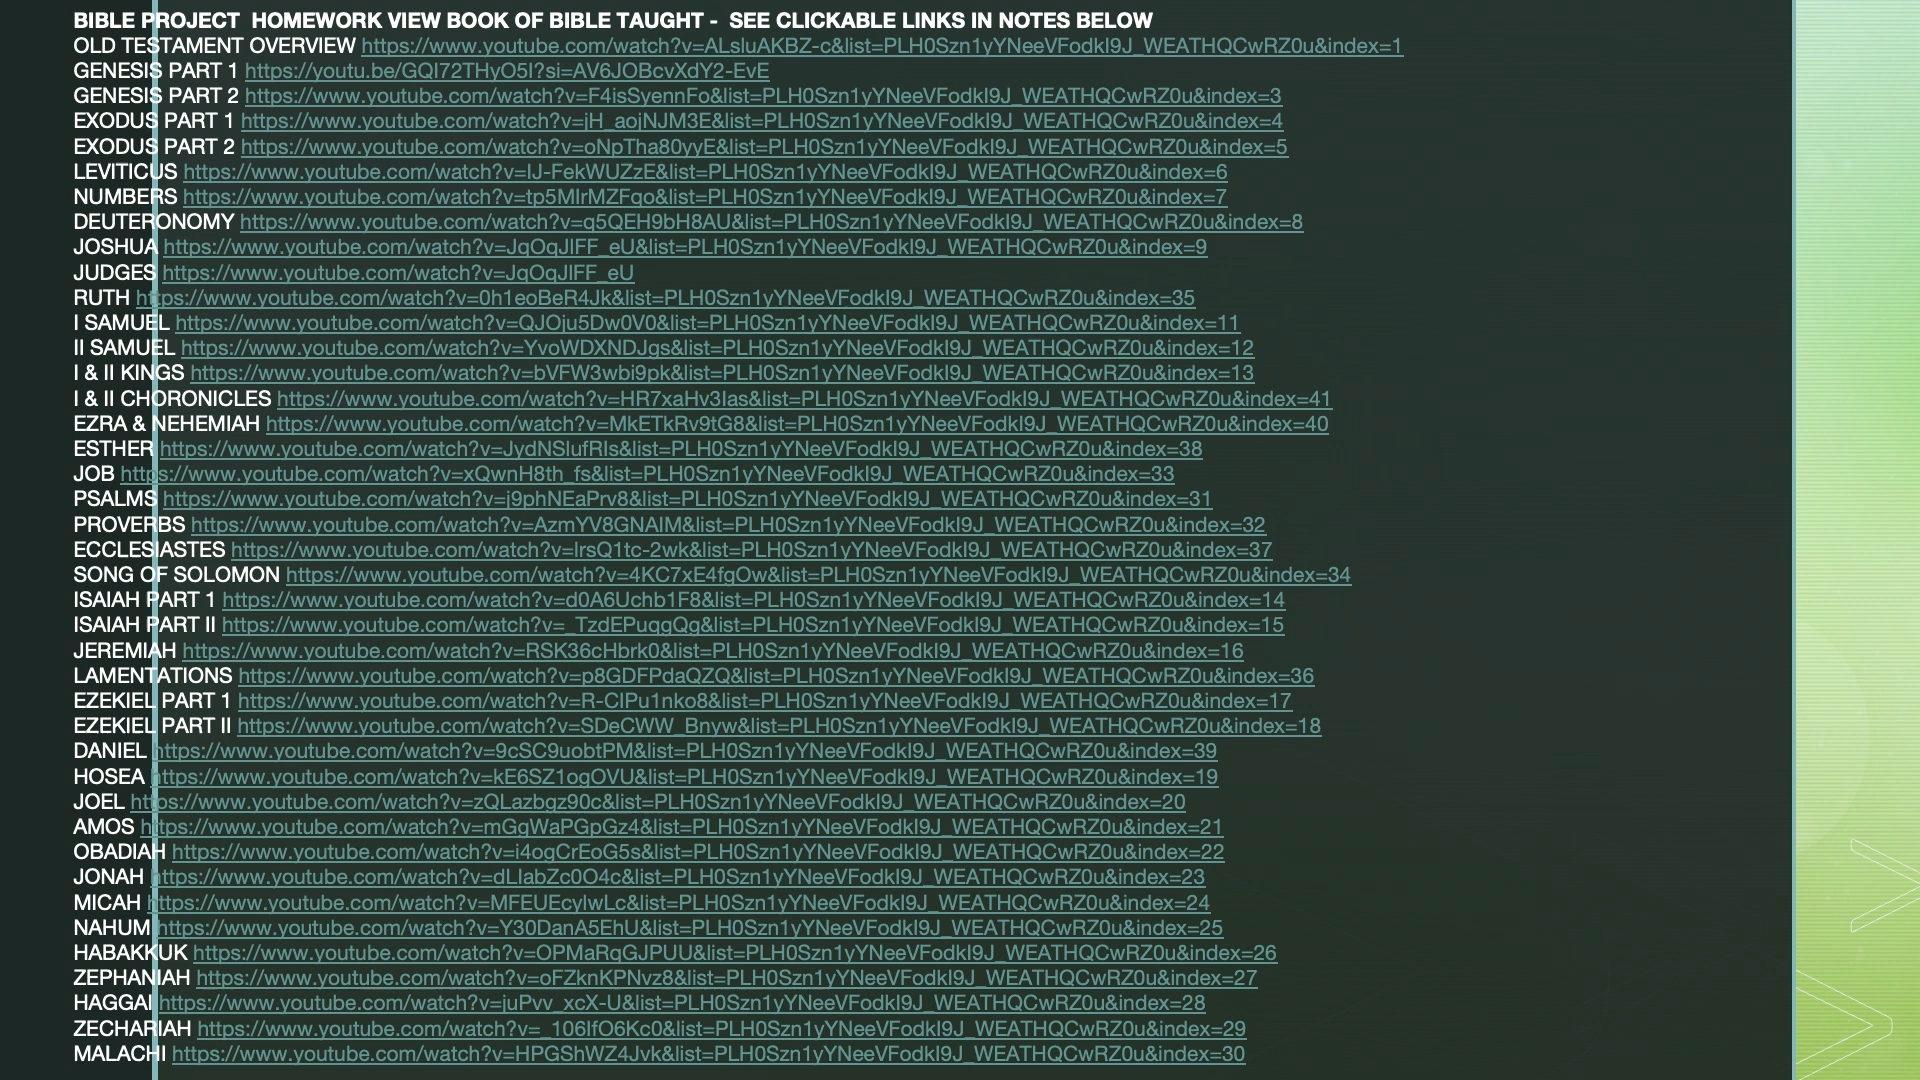 BIBLE PROJECT  HOMEWORK VIEW BOOK OF BIBLE TAUGHT -  SEE CLICKABLE LINKS IN NOTES BELOW
OLD TESTAMENT OVERVIEW https://www.youtube.com/watch?v=ALsluAKBZ-c&list=PLH0Szn1yYNeeVFodkI9J_WEATHQCwRZ0u&index=1
GENESIS PART 1 https://youtu.be/GQI72THyO5I?si=AV6JOBcvXdY2-EvE
GENESIS PART 2 https://www.youtube.com/watch?v=F4isSyennFo&list=PLH0Szn1yYNeeVFodkI9J_WEATHQCwRZ0u&index=3
EXODUS PART 1 https://www.youtube.com/watch?v=jH_aojNJM3E&list=PLH0Szn1yYNeeVFodkI9J_WEATHQCwRZ0u&index=4
EXODUS PART 2 https://www.youtube.com/watch?v=oNpTha80yyE&list=PLH0Szn1yYNeeVFodkI9J_WEATHQCwRZ0u&index=5
LEVITICUS https://www.youtube.com/watch?v=IJ-FekWUZzE&list=PLH0Szn1yYNeeVFodkI9J_WEATHQCwRZ0u&index=6
NUMBERS https://www.youtube.com/watch?v=tp5MIrMZFqo&list=PLH0Szn1yYNeeVFodkI9J_WEATHQCwRZ0u&index=7
DEUTERONOMY https://www.youtube.com/watch?v=q5QEH9bH8AU&list=PLH0Szn1yYNeeVFodkI9J_WEATHQCwRZ0u&index=8
JOSHUA https://www.youtube.com/watch?v=JqOqJlFF_eU&list=PLH0Szn1yYNeeVFodkI9J_WEATHQCwRZ0u&index=9
JUDGES https://www.youtube.com/watch?v=JqOqJlFF_eU
RUTH https://www.youtube.com/watch?v=0h1eoBeR4Jk&list=PLH0Szn1yYNeeVFodkI9J_WEATHQCwRZ0u&index=35
I SAMUEL https://www.youtube.com/watch?v=QJOju5Dw0V0&list=PLH0Szn1yYNeeVFodkI9J_WEATHQCwRZ0u&index=11
II SAMUEL https://www.youtube.com/watch?v=YvoWDXNDJgs&list=PLH0Szn1yYNeeVFodkI9J_WEATHQCwRZ0u&index=12
I & II KINGS https://www.youtube.com/watch?v=bVFW3wbi9pk&list=PLH0Szn1yYNeeVFodkI9J_WEATHQCwRZ0u&index=13
I & II CHORONICLES https://www.youtube.com/watch?v=HR7xaHv3Ias&list=PLH0Szn1yYNeeVFodkI9J_WEATHQCwRZ0u&index=41
EZRA & NEHEMIAH https://www.youtube.com/watch?v=MkETkRv9tG8&list=PLH0Szn1yYNeeVFodkI9J_WEATHQCwRZ0u&index=40
ESTHER https://www.youtube.com/watch?v=JydNSlufRIs&list=PLH0Szn1yYNeeVFodkI9J_WEATHQCwRZ0u&index=38
JOB https://www.youtube.com/watch?v=xQwnH8th_fs&list=PLH0Szn1yYNeeVFodkI9J_WEATHQCwRZ0u&index=33
PSALMS https://www.youtube.com/watch?v=j9phNEaPrv8&list=PLH0Szn1yYNeeVFodkI9J_WEATHQCwRZ0u&index=31
PROVERBS https://www.youtube.com/watch?v=AzmYV8GNAIM&list=PLH0Szn1yYNeeVFodkI9J_WEATHQCwRZ0u&index=32
ECCLESIASTES https://www.youtube.com/watch?v=lrsQ1tc-2wk&list=PLH0Szn1yYNeeVFodkI9J_WEATHQCwRZ0u&index=37
SONG OF SOLOMON https://www.youtube.com/watch?v=4KC7xE4fgOw&list=PLH0Szn1yYNeeVFodkI9J_WEATHQCwRZ0u&index=34
ISAIAH PART 1 https://www.youtube.com/watch?v=d0A6Uchb1F8&list=PLH0Szn1yYNeeVFodkI9J_WEATHQCwRZ0u&index=14
ISAIAH PART II https://www.youtube.com/watch?v=_TzdEPuqgQg&list=PLH0Szn1yYNeeVFodkI9J_WEATHQCwRZ0u&index=15
JEREMIAH https://www.youtube.com/watch?v=RSK36cHbrk0&list=PLH0Szn1yYNeeVFodkI9J_WEATHQCwRZ0u&index=16
LAMENTATIONS https://www.youtube.com/watch?v=p8GDFPdaQZQ&list=PLH0Szn1yYNeeVFodkI9J_WEATHQCwRZ0u&index=36
EZEKIEL PART 1 https://www.youtube.com/watch?v=R-CIPu1nko8&list=PLH0Szn1yYNeeVFodkI9J_WEATHQCwRZ0u&index=17
EZEKIEL PART II https://www.youtube.com/watch?v=SDeCWW_Bnyw&list=PLH0Szn1yYNeeVFodkI9J_WEATHQCwRZ0u&index=18
DANIEL https://www.youtube.com/watch?v=9cSC9uobtPM&list=PLH0Szn1yYNeeVFodkI9J_WEATHQCwRZ0u&index=39
HOSEA https://www.youtube.com/watch?v=kE6SZ1ogOVU&list=PLH0Szn1yYNeeVFodkI9J_WEATHQCwRZ0u&index=19
JOEL https://www.youtube.com/watch?v=zQLazbgz90c&list=PLH0Szn1yYNeeVFodkI9J_WEATHQCwRZ0u&index=20
AMOS https://www.youtube.com/watch?v=mGgWaPGpGz4&list=PLH0Szn1yYNeeVFodkI9J_WEATHQCwRZ0u&index=21
OBADIAH https://www.youtube.com/watch?v=i4ogCrEoG5s&list=PLH0Szn1yYNeeVFodkI9J_WEATHQCwRZ0u&index=22
JONAH https://www.youtube.com/watch?v=dLIabZc0O4c&list=PLH0Szn1yYNeeVFodkI9J_WEATHQCwRZ0u&index=23
MICAH https://www.youtube.com/watch?v=MFEUEcylwLc&list=PLH0Szn1yYNeeVFodkI9J_WEATHQCwRZ0u&index=24
NAHUM https://www.youtube.com/watch?v=Y30DanA5EhU&list=PLH0Szn1yYNeeVFodkI9J_WEATHQCwRZ0u&index=25
HABAKKUK https://www.youtube.com/watch?v=OPMaRqGJPUU&list=PLH0Szn1yYNeeVFodkI9J_WEATHQCwRZ0u&index=26
ZEPHANIAH https://www.youtube.com/watch?v=oFZknKPNvz8&list=PLH0Szn1yYNeeVFodkI9J_WEATHQCwRZ0u&index=27
HAGGAI https://www.youtube.com/watch?v=juPvv_xcX-U&list=PLH0Szn1yYNeeVFodkI9J_WEATHQCwRZ0u&index=28
ZECHARIAH https://www.youtube.com/watch?v=_106IfO6Kc0&list=PLH0Szn1yYNeeVFodkI9J_WEATHQCwRZ0u&index=29
MALACHI https://www.youtube.com/watch?v=HPGShWZ4Jvk&list=PLH0Szn1yYNeeVFodkI9J_WEATHQCwRZ0u&index=30